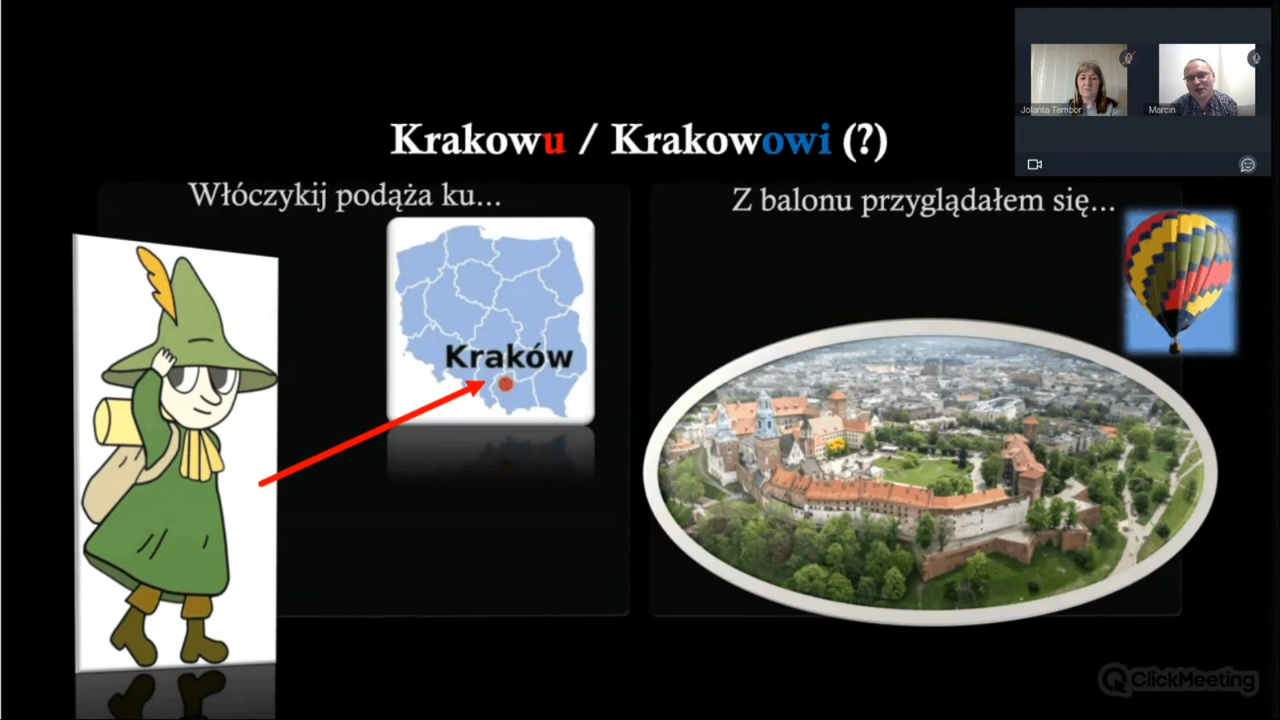 Jolanta Tambor
Marcin
Krakowu / Krakowowi (?)
Włóczykij podąża ku...
Z balonu przyglądałem się...
Kraków
ClickMeeting